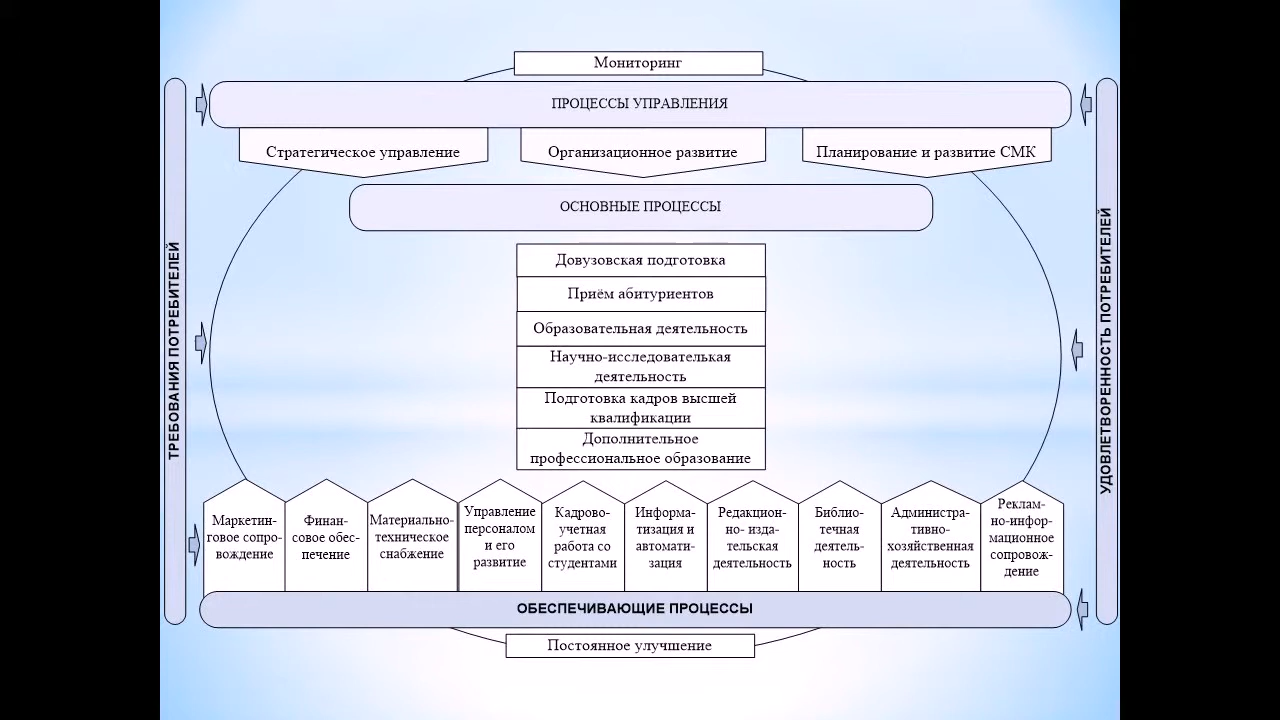 Мониторинг
ПРОЦЕССЫ УПРАВЛЕНИЯ
Стратегическое управление
Организационное развитие
Планирование и развитие СМК
ОСНОВНЫЕ ПРОЦЕССЫ
ТРЕБОВАНИЯ ПОТРЕБИТЕЛЕЙ
УДОВЛЕТВОРЕННОСТЬ ПОТРЕБИТЕЛЕЙ
Довузовская подготовка
Приём абитуриентов
Образовательная деятельность
Научно-исследователькая
деятельность
Подготовка кадров высшей
квалификации
Дополнительное
профессиональное образование
Маркетин-
говое сопро-
вождение
Финан-
совое обес-
печение
Материально-
техническое
снабжение
Управление
персоналом
и его
развитие
Кадрово-
учетная
работа со
студентами
Информа-
тизация и
автомати-
зация
Редакцион-
но- изда-
тельская
деятельность
Библио-
течная
деятель-
ность
Администра-
тивно-
хозяйственная
деятельность
Реклам-
но-инфор-
мационное
сопровож-
дение
ОБЕСПЕЧИВАЮЩИЕ ПРОЦЕССЫ
Постоянное улучшение